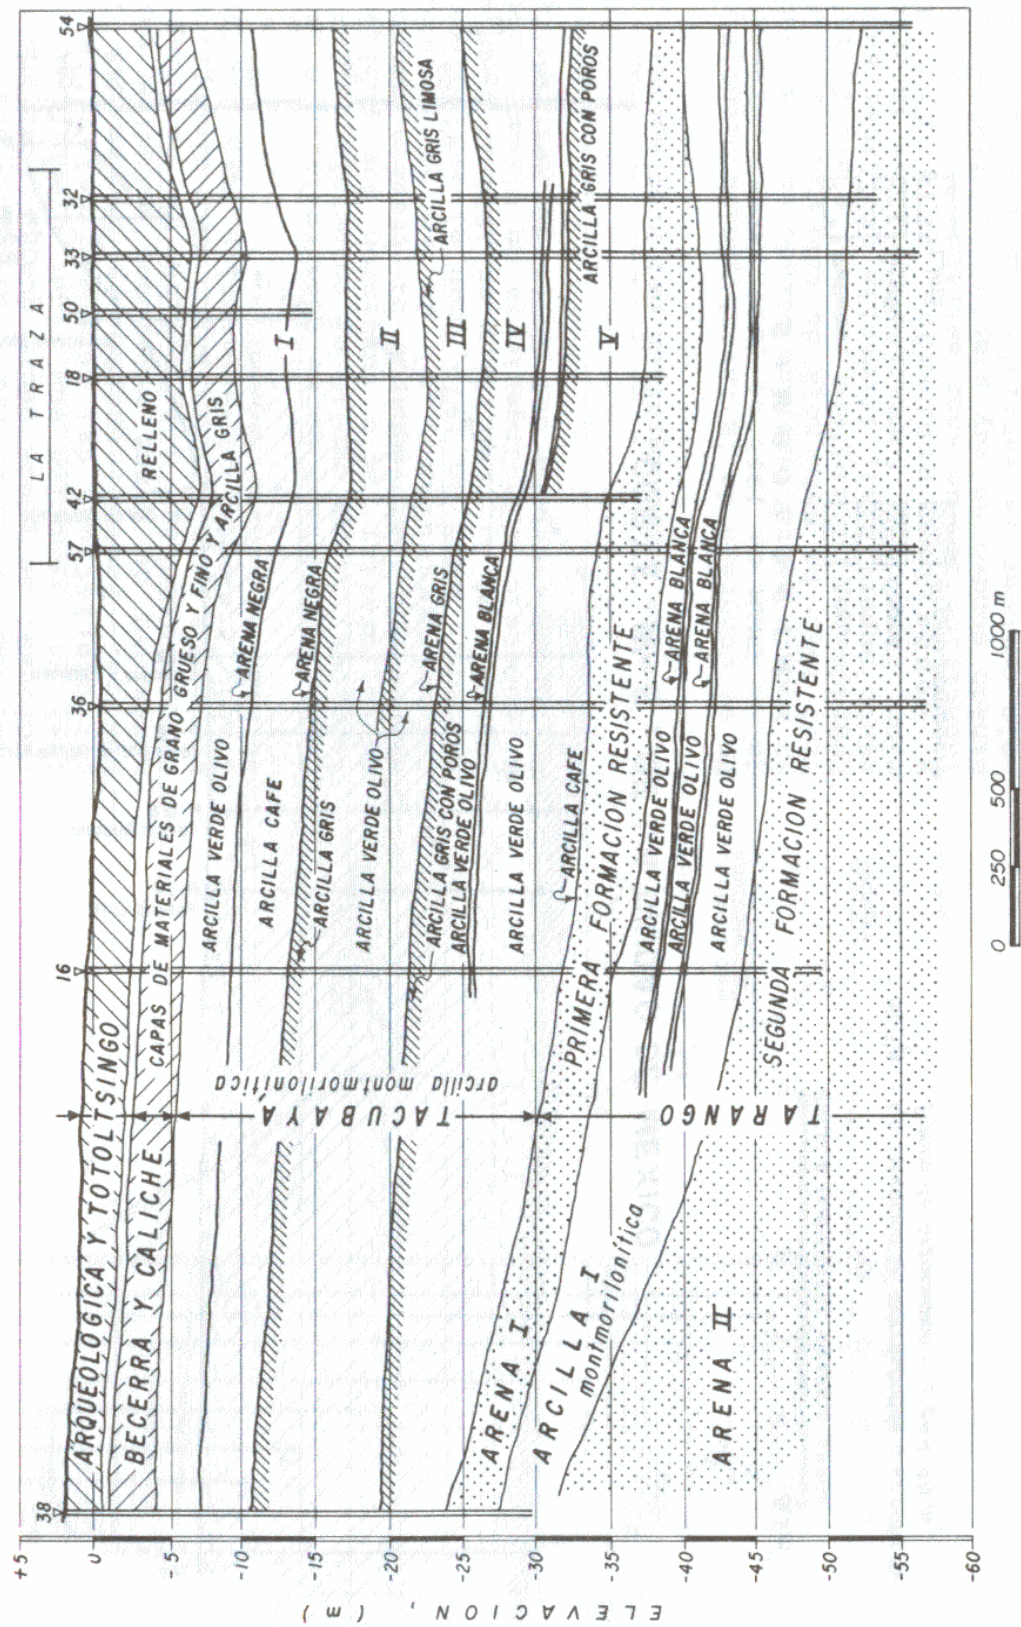 LA TRAZA
38
16
36
57
42
18
50
33
32
54
ELEVACION, (m)
+5
0
-5
-10
-15
-20
-25
-30
-35
-40
-45
-50
-55
-60
ARQUEOLOGICA Y TOTOLTSINGO
RELLENO
BECERRA Y CALICHE
CAPAS DE MATERIALES DE GRANO GRUESO Y FINO Y ARCILLA GRIS
ARCILLA VERDE OLIVO
ARENA NEGRA
I
ARCILLA CAFE
ARENA NEGRA
ARCILLA GRIS
TACUBAYA
arcilla montmorilonítica
ARCILLA VERDE OLIVO
II
ARCILLA GRIS LIMOSA
ARENA GRIS
III
ARCILLA GRIS CON POROS
ARCILLA VERDE OLIVO
ARENA BLANCA
IV
ARCILLA VERDE OLIVO
ARCILLA GRIS CON POROS
V
ARCILLA CAFE
ARENA I
PRIMERA FORMACION RESISTENTE
TARANGO
ARCILLA I
montmorilonítica
ARCILLA VERDE OLIVO
ARENA BLANCA
ARCILLA VERDE OLIVO
ARENA BLANCA
ARCILLA VERDE OLIVO
ARENA II
SEGUNDA FORMACION RESISTENTE
0 500 1000 m